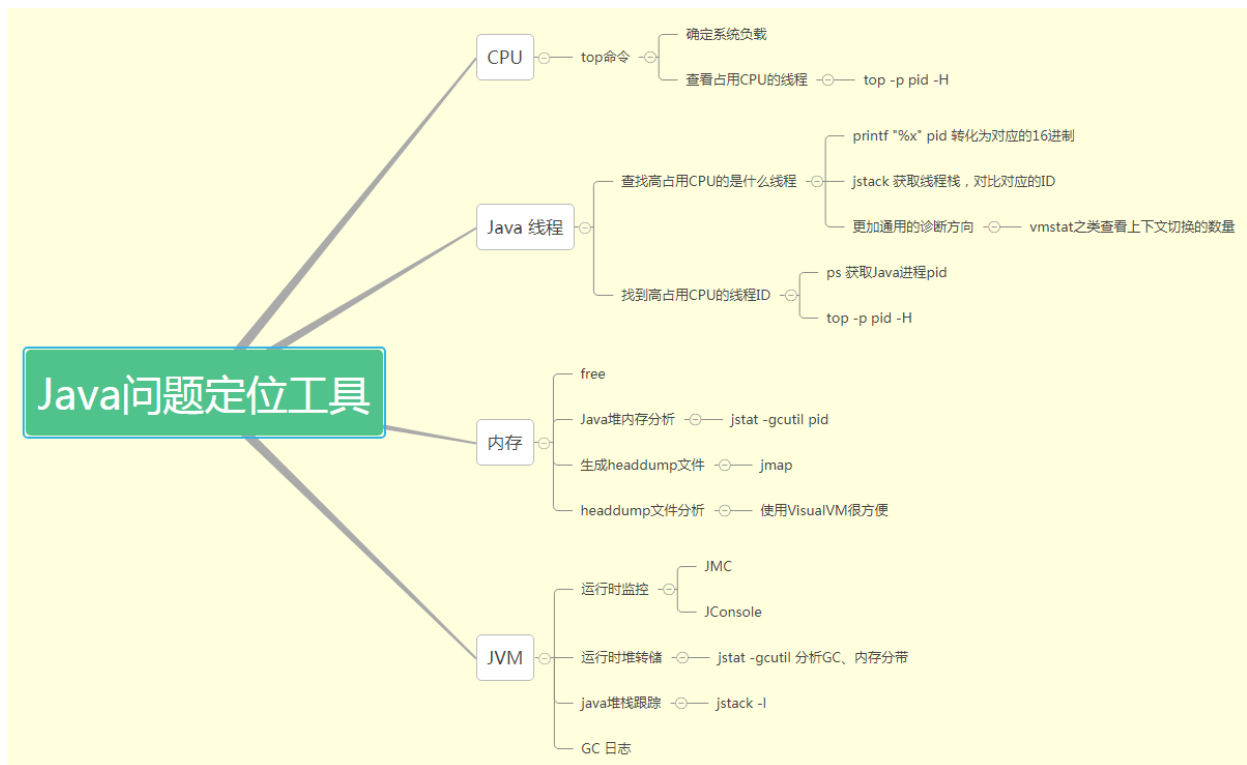 Java问题定位工具
CPU
top命令
确定系统负载
查看占用CPU的线程
top -p pid -H
Java 线程
查找高占用CPU的是什么线程
printf "%x" pid 转化为对应的16进制
jstack 获取线程栈，对比对应的ID
更加通用的诊断方向
vmstat之类查看上下文切换的数量
找到高占用CPU的线程ID
ps 获取Java进程pid
top -p pid -H
内存
free
Java堆内存分析
jstat -gcutil pid
生成headdump文件
jmap
headdump文件分析
使用VisualVM很方便
JVM
运行时监控
JMC
JConsole
运行时堆转储
jstat -gcutil 分析GC、内存分带
java堆栈跟踪
jstack -l
GC 日志